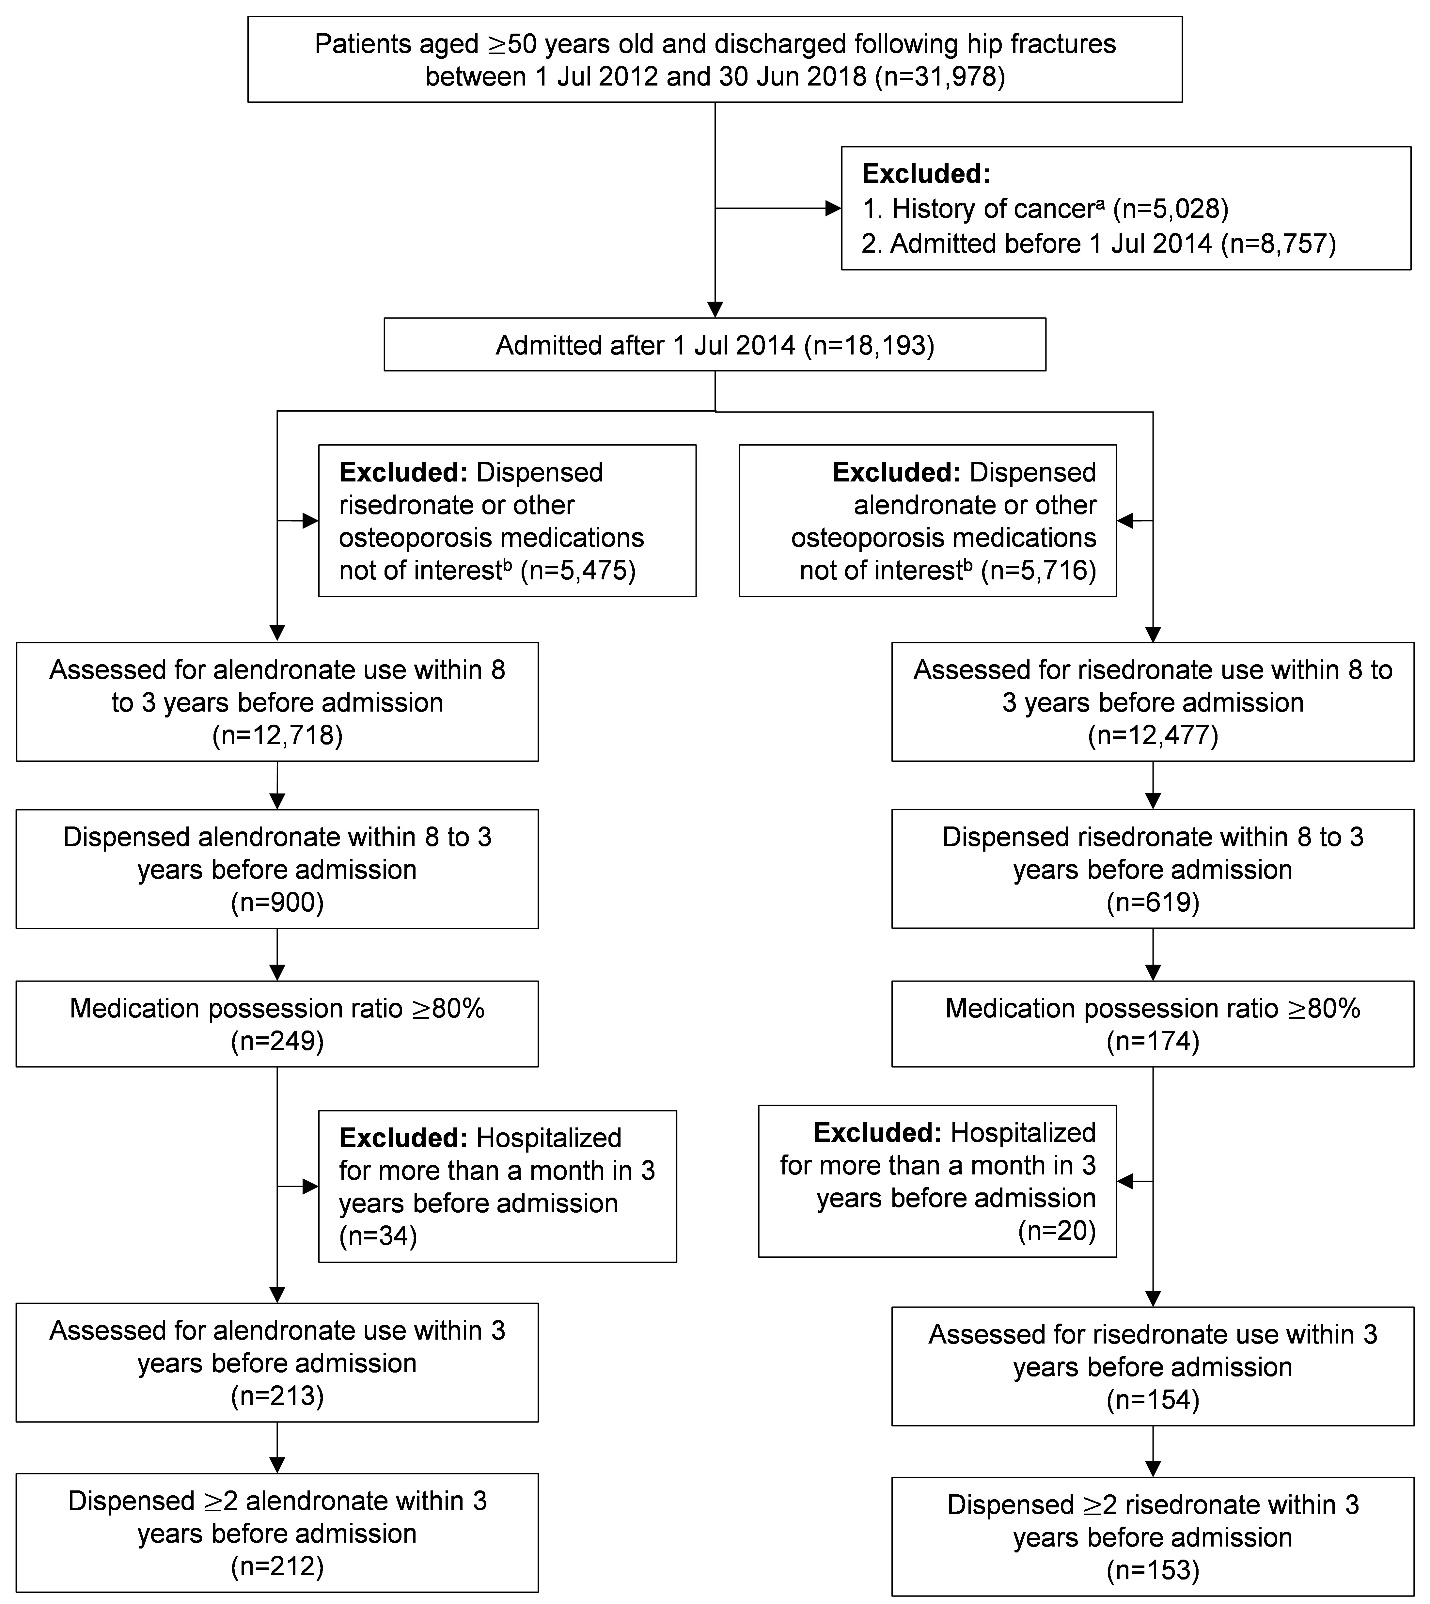 Patients aged ≥50 years old and discharged following hip fractures
between 1 Jul 2012 and 30 Jun 2018 (n=31,978)
Excluded:
1. History of cancerᵃ (n=5,028)
2. Admitted before 1 Jul 2014 (n=8,757)
Admitted after 1 Jul 2014 (n=18,193)
Excluded: Dispensed
risedronate or other
osteoporosis medications
not of interestᵇ (n=5,475)
Excluded: Dispensed
alendronate or other
osteoporosis medications
not of interestᵇ (n=5,716)
Assessed for alendronate use within 8
to 3 years before admission
(n=12,718)
Assessed for risedronate use within 8 to
3 years before admission
(n=12,477)
Dispensed alendronate within 8 to 3
years before admission
(n=900)
Dispensed risedronate within 8 to 3
years before admission
(n=619)
Medication possession ratio ≥80%
(n=249)
Medication possession ratio ≥80%
(n=174)
Excluded: Hospitalized
for more than a month in 3
years before admission
(n=34)
Excluded: Hospitalized
for more than a month in 3
years before admission
(n=20)
Assessed for alendronate use within 3
years before admission
(n=213)
Assessed for risedronate use within 3
years before admission
(n=154)
Dispensed ≥2 alendronate within 3
years before admission
(n=212)
Dispensed ≥2 risedronate within 3
years before admission
(n=153)